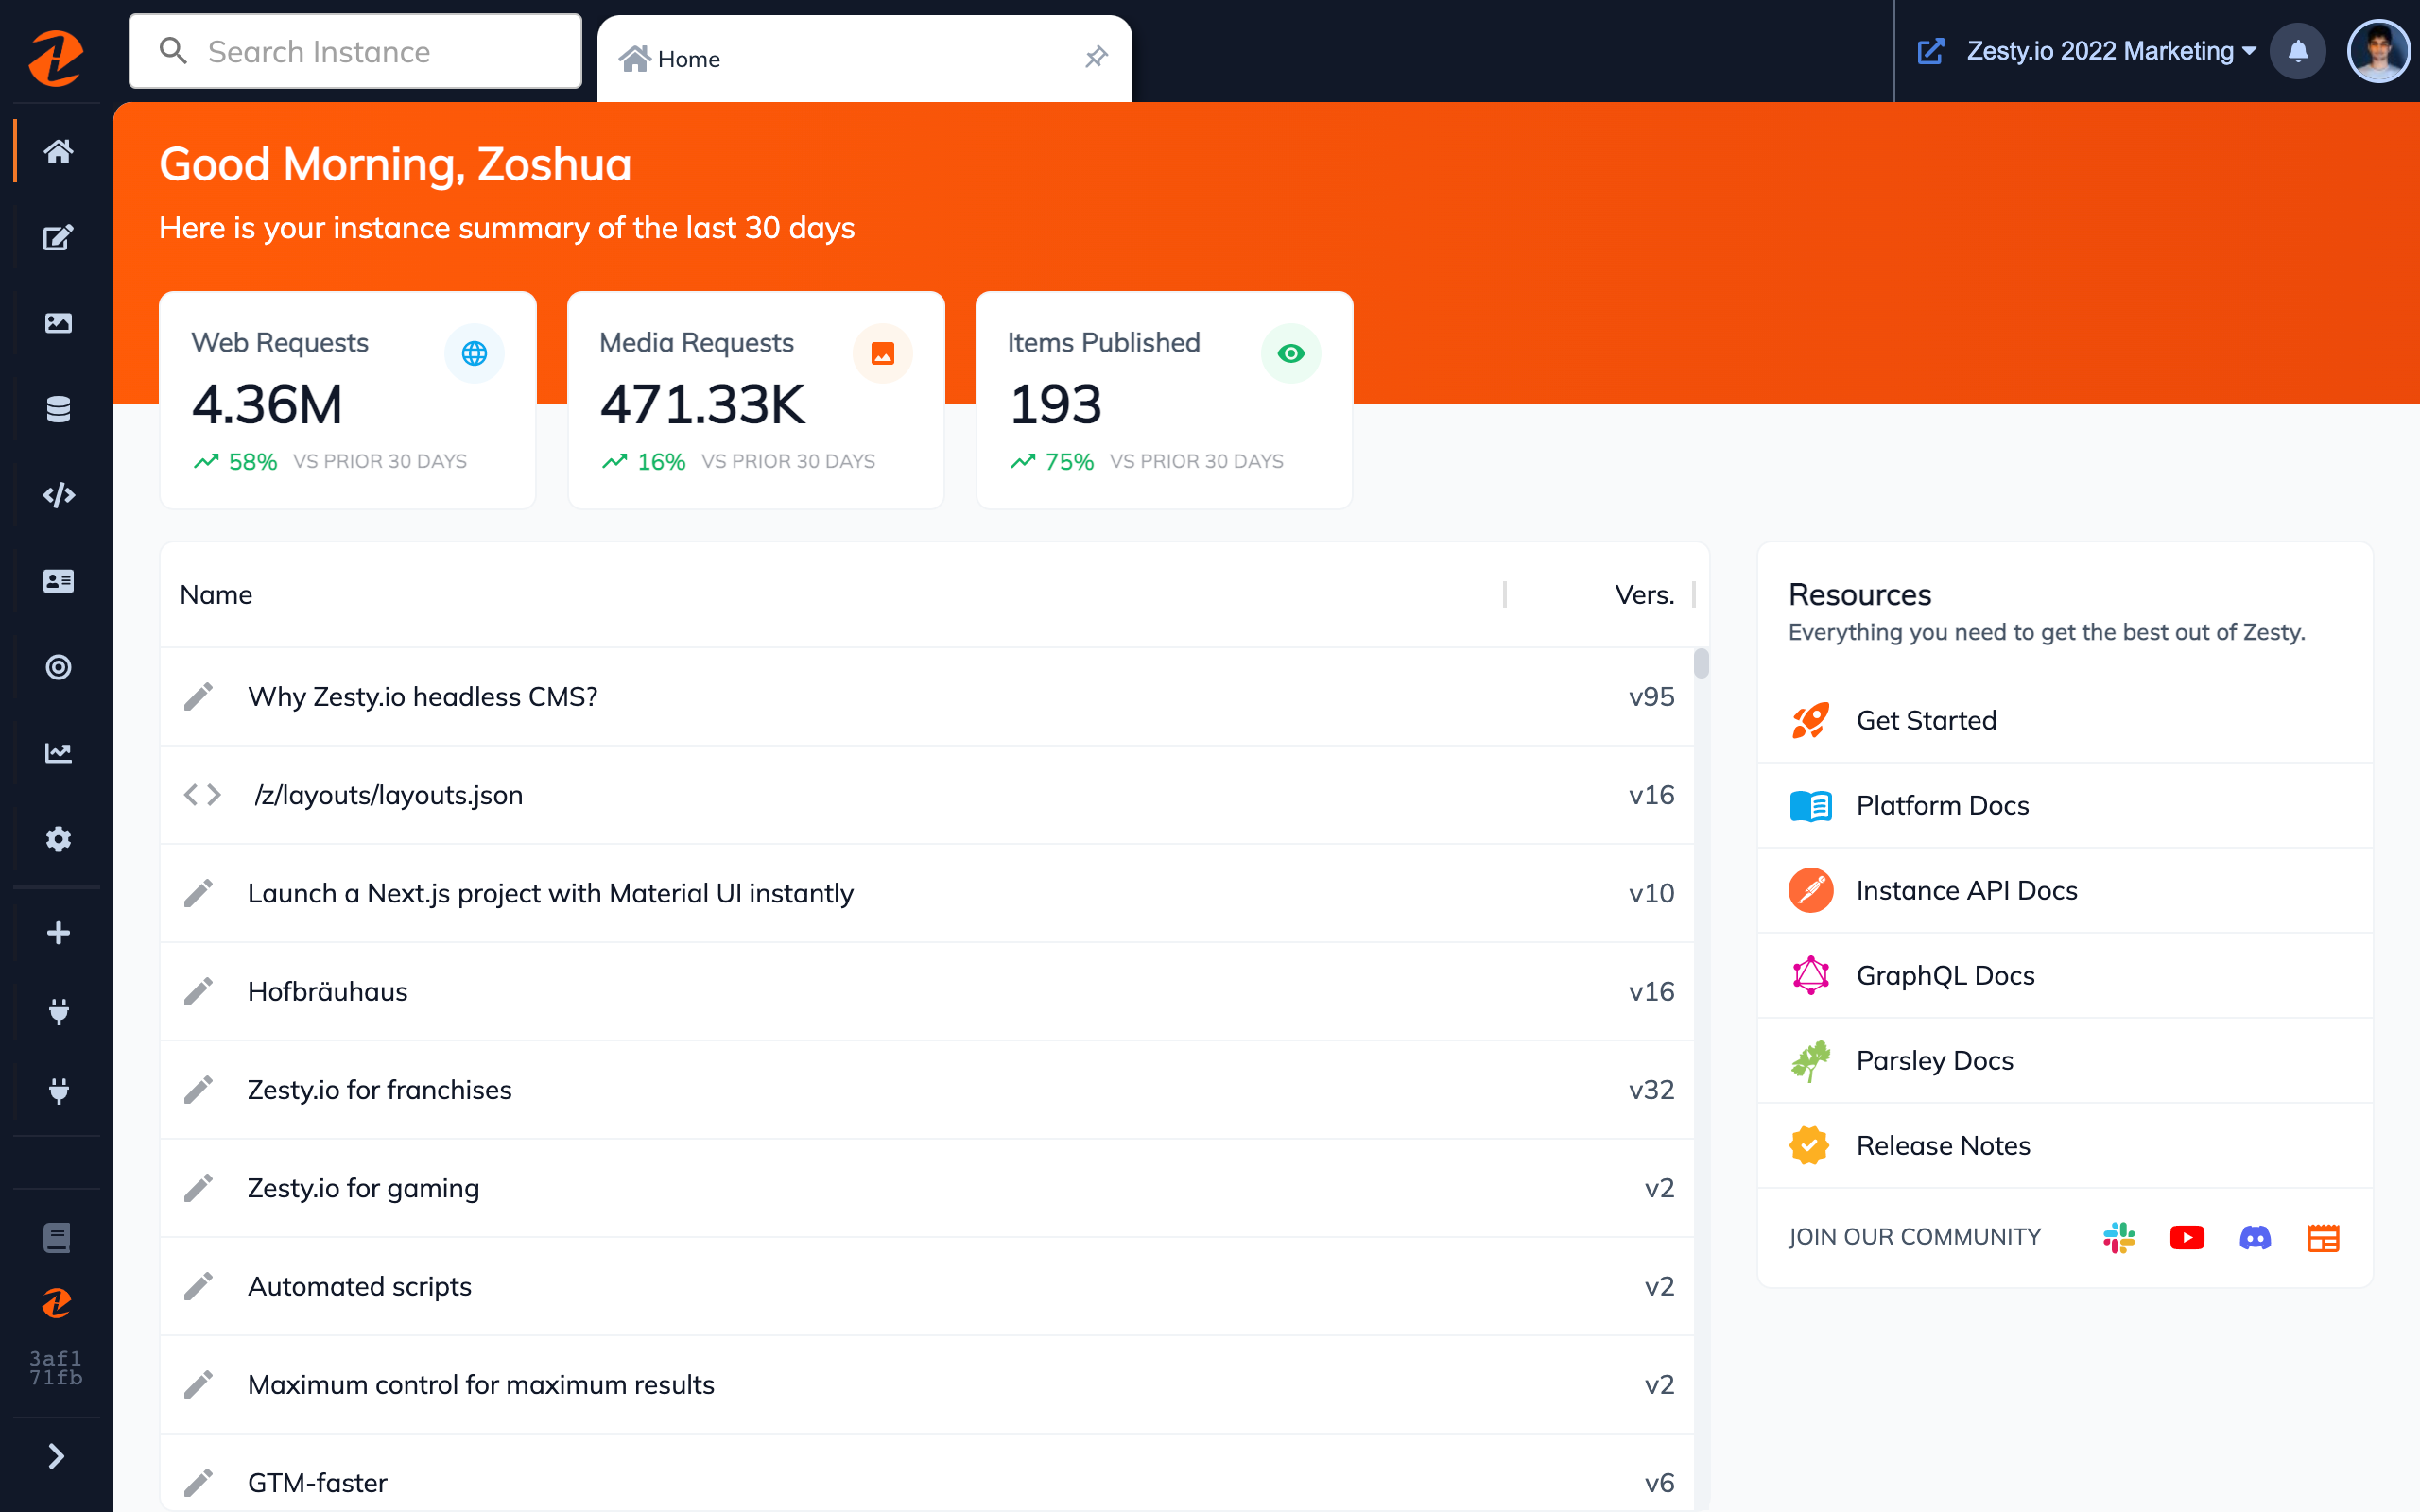 Search Instance
Home
Zesty.io 2022 Marketing
Good Morning, Zoshua
Here is your instance summary of the last 30 days
Web Requests
4.36M
58% VS PRIOR 30 DAYS
Media Requests
471.33K
16% VS PRIOR 30 DAYS
Items Published
193
75% VS PRIOR 30 DAYS
Name Vers.
Why Zesty.io headless CMS? v95
/z/layouts/layouts.json v16
Launch a Next.js project with Material UI instantly v10
Hofbräuhaus v16
Zesty.io for franchises v32
Zesty.io for gaming v2
Automated scripts v2
Maximum control for maximum results v2
GTM-faster v6
Resources
Everything you need to get the best out of Zesty.
Get Started
Platform Docs
Instance API Docs
GraphQL Docs
Parsley Docs
Release Notes
JOIN OUR COMMUNITY
3af1
71fb